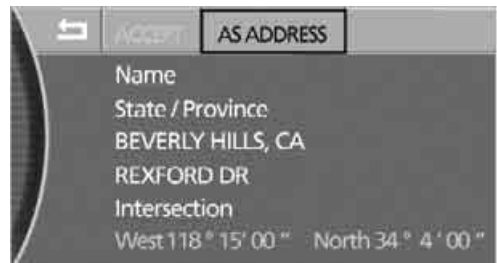 ACCEPT AS ADDRESS
Name
State / Province
BEVERLY HILLS, CA
REXFORD DR
Intersection
West 118 ° 15' 00 " North 34 ° 4 ' 00 "